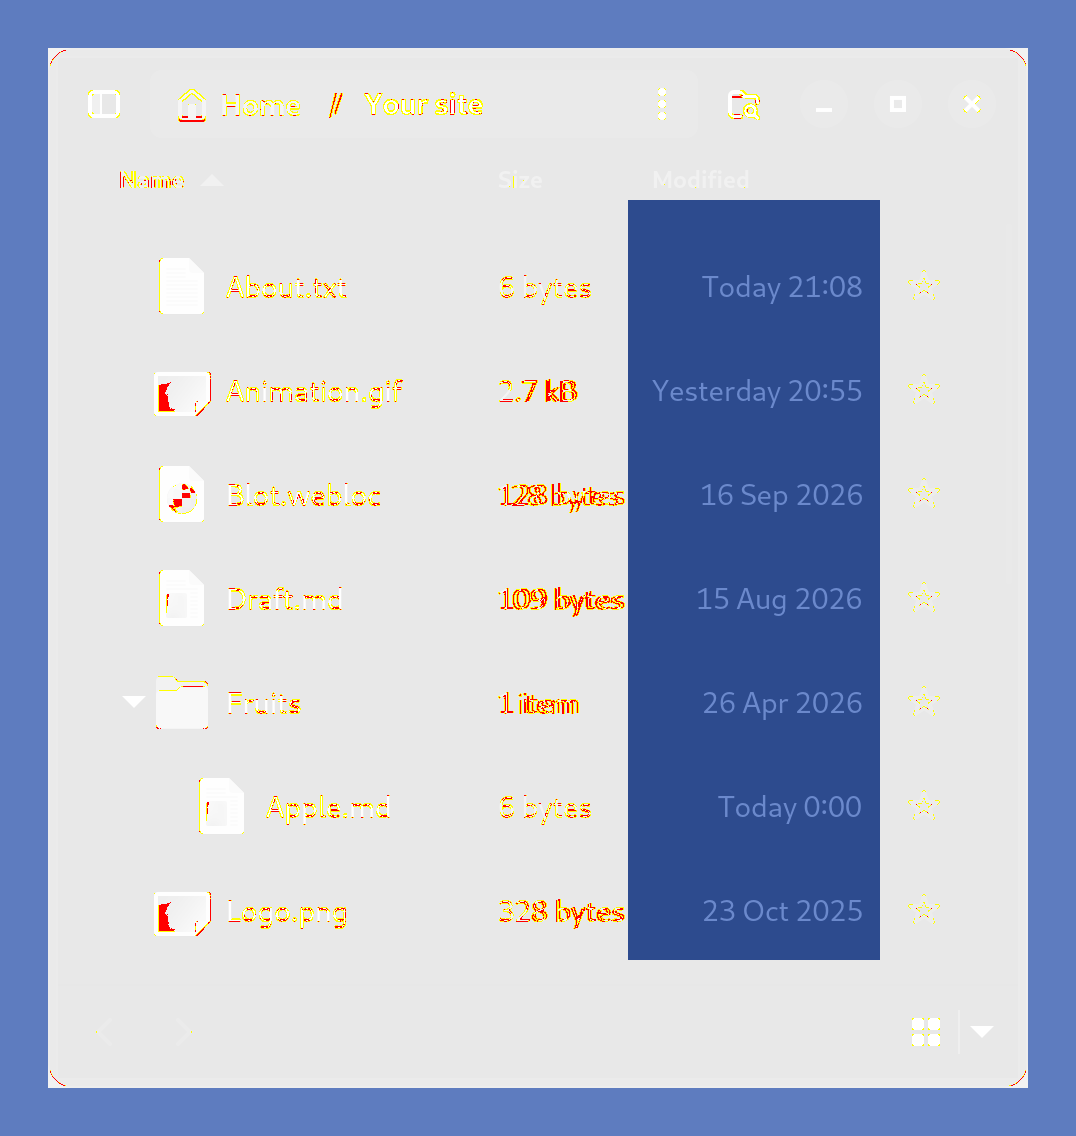 Home / Your site
Name Size Modified
About.txt 6 bytes Today 21:08
Animation.gif 2.7 kB Yesterday 20:55
Blot.webloc 128 bytes 16 Sep 2026
Draft.md 109 bytes 15 Aug 2026
Fruits 1 item 26 Apr 2026
Apple.md 6 bytes Today 0:00
Logo.png 328 bytes 23 Oct 2025